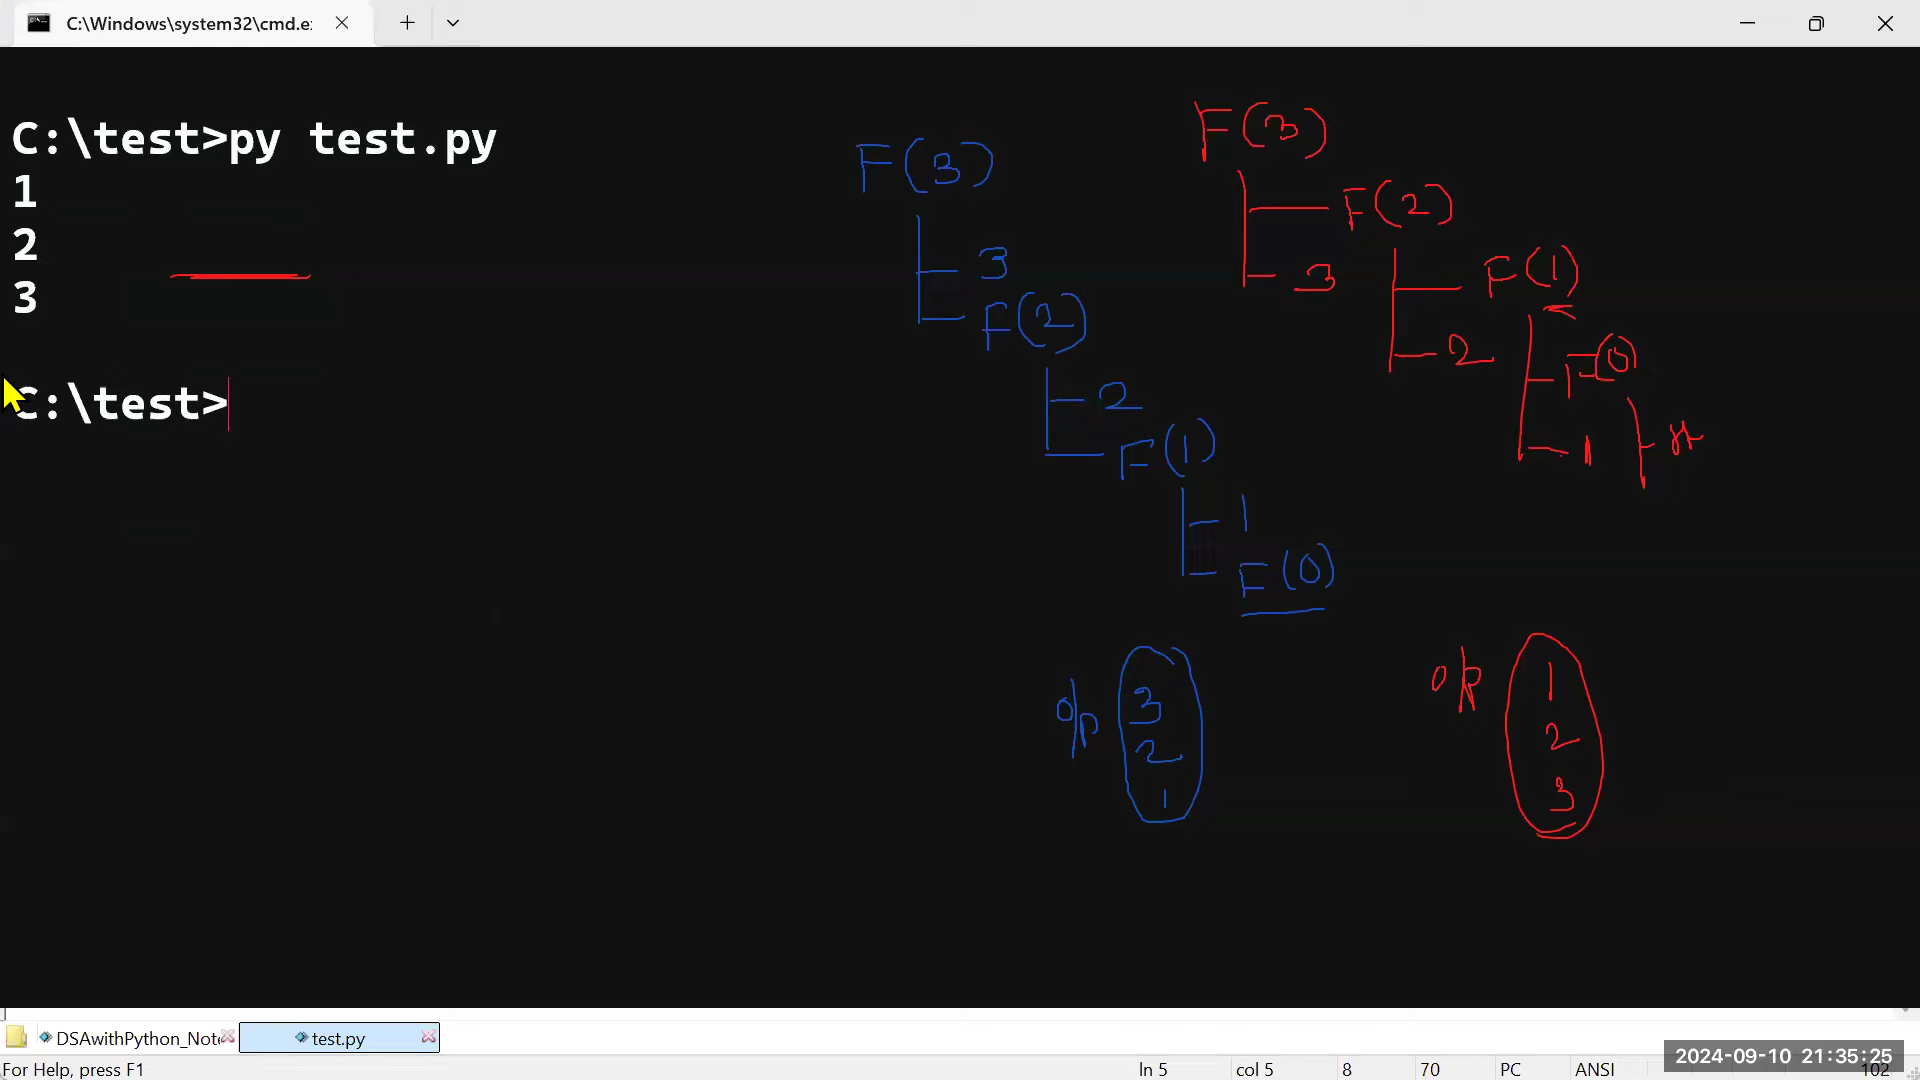 C:\Windows\system32\cmd.e:
C:\test>py test.py
1
2
3
C:\test>
F(3)
3
F(2)
2
F(1)
1
F(0)
o/p
3
2
1
F(3)
F(2)
3
F(1)
2
F(0)
1
o/p
1
2
3
DSAwithPython_Note
test.py
For Help, press F1
ln 5
col 5
8
70
PC
ANSI
102
2024-09-10 21:35:25